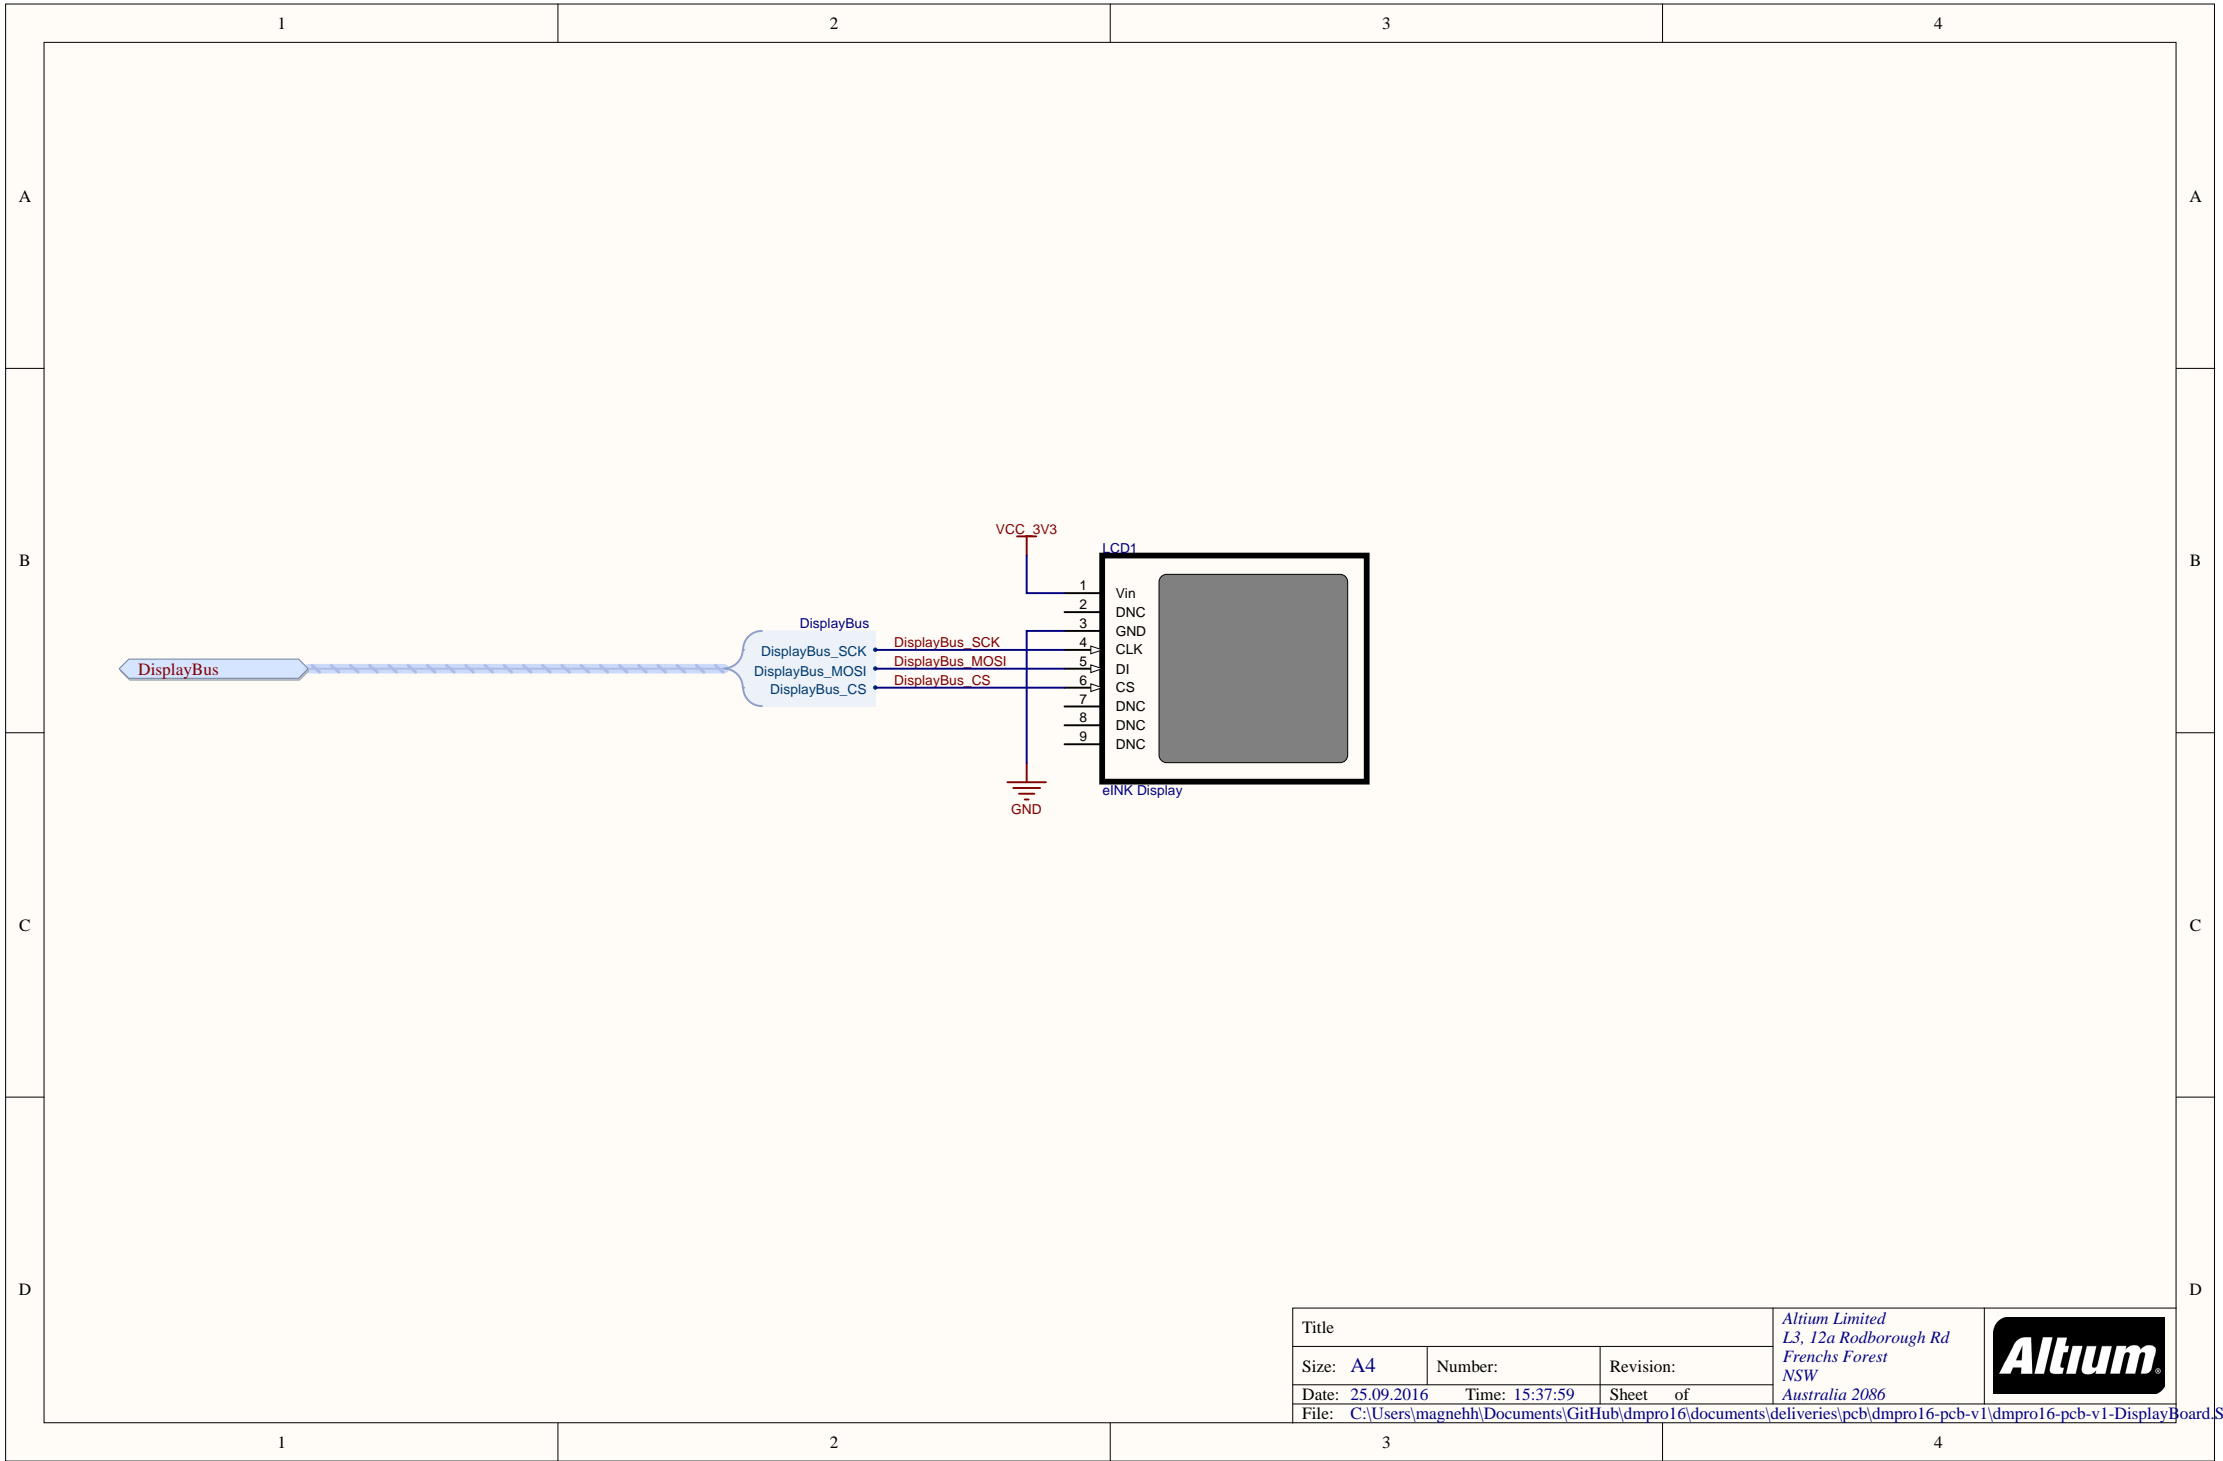 1 2 3 4
A A
VCC_3V3
LCD1
B B
1 Vin
2 DNC
DisplayBus
3 GND
DisplayBus_SCK DisplayBus_SCK 4 CLK
DisplayBus DisplayBus_MOSI DisplayBus_MOSI 5 DI
DisplayBus_CS DisplayBus_CS 6 CS
7 DNC
8 DNC
9 DNC
eINK Display
GND
C C
D D
Title
Altium Limited
L3, 12a Rodborough Rd
Frenchs Forest
NSW
Australia 2086
Altium
Size: A4 Number: Revision:
Date: 25.09.2016 Time: 15:37:59 Sheet of
File: C:\Users\magnehh\Documents\GitHub\dmpro16\documents\deliveries\pcb\dmpro16-pcb-v1\dmpro16-pcb-v1-DisplayBoard.S
1 2 3 4